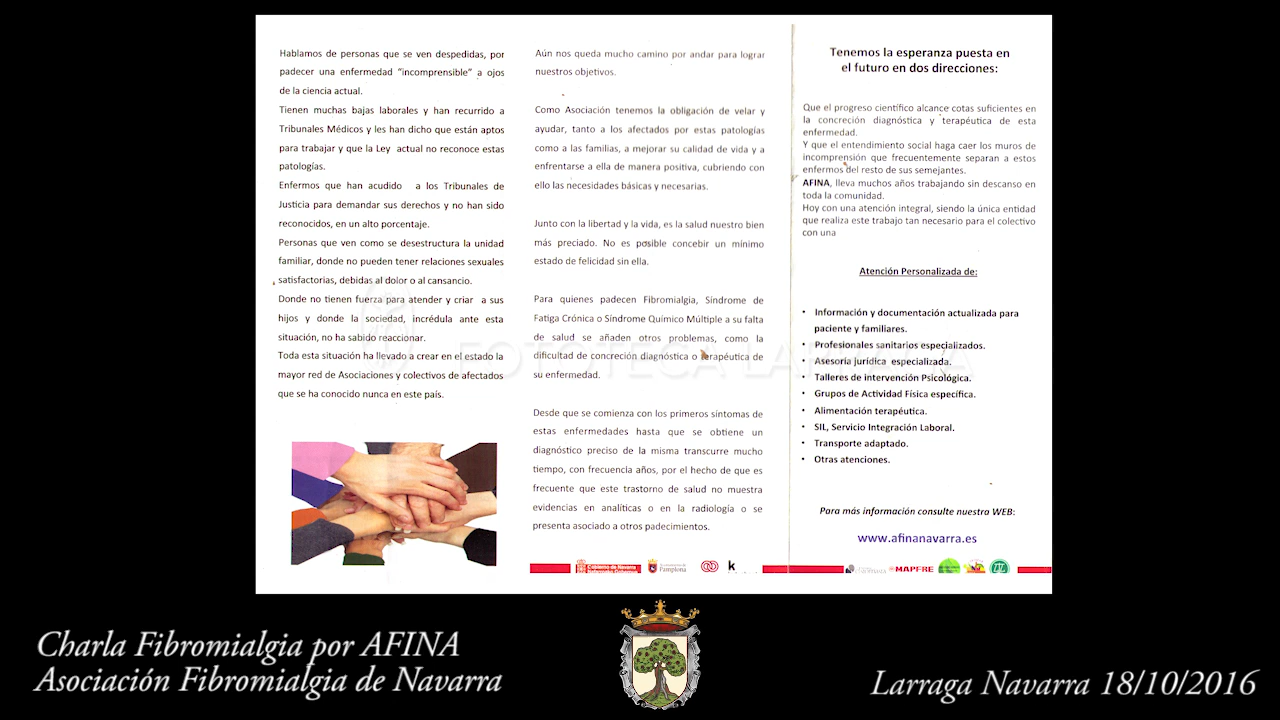 Hablamos de personas que se ven despedidas, por
padecer una enfermedad "incomprensible" a ojos
de la ciencia actual.
Tienen muchas bajas laborales y han recurrido a
Tribunales Médicos y les han dicho que están aptos
para trabajar y que la Ley actual no reconoce estas
patologías.
Enfermos que han acudido a los Tribunales de
Justicia para demandar sus derechos y no han sido
reconocidos, en un alto porcentaje.
Personas que ven como se desestructura la unidad
familiar, donde no pueden tener relaciones sexuales
satisfactorias, debidas al dolor o al cansancio.
Donde no tienen fuerza para atender y criar a sus
hijos y donde la sociedad, incrédula ante esta
situación, no ha sabido reaccionar.
Toda esta situación ha llevado a crear en el estado la
mayor red de Asociaciones y colectivos de afectados
que se ha conocido nunca en este país.
Aún nos queda mucho camino por andar para lograr
nuestros objetivos.
Como Asociación tenemos la obligación de velar y
ayudar, tanto a los afectados por estas patologías
como a las familias, a mejorar su calidad de vida y a
enfrentarse a ella de manera positiva, cubriendo con
ello las necesidades básicas y necesarias.
Junto con la libertad y la vida, es la salud nuestro bien
más preciado. No es posible concebir un mínimo
estado de felicidad sin ella.
Para quienes padecen Fibromialgia, Síndrome de
Fatiga Crónica o Síndrome Químico Múltiple a su falta
de salud se añaden otros problemas, como la
dificultad de concreción diagnóstica o terapéutica de
su enfermedad.
Desde que se comienza con los primeros síntomas de
estas enfermedades hasta que se obtiene un
diagnóstico preciso de la misma transcurre mucho
tiempo, con frecuencia años, por el hecho de que es
frecuente que este trastorno de salud no muestra
evidencias en analíticas o en la radiología o se
presenta asociado a otros padecimientos.
Gobierno de Navarra
Pamplona
k
Tenemos la esperanza puesta en
el futuro en dos direcciones:
Que el progreso científico alcance cotas suficientes en
la concreción diagnóstica y terapéutica de esta
enfermedad.
Y que el entendimiento social haga caer los muros de
incomprensión que frecuentemente separan a estos
enfermos del resto de sus semejantes.
AFINA, lleva muchos años trabajando sin descanso en
toda la comunidad.
Hoy con una atención integral, siendo la única entidad
que realiza este trabajo tan necesario para el colectivo
con una
Atención Personalizada de:
• Información y documentación actualizada para
paciente y familiares.
• Profesionales sanitarios especializados.
• Asesoría jurídica especializada.
• Talleres de intervención Psicológica.
• Grupos de Actividad Física específica.
• Alimentación terapéutica.
• SIL, Servicio Integración Laboral.
• Transporte adaptado.
• Otras atenciones.
Para más información consulte nuestra WEB:
www.afinanavarra.es
MAPFRE
FOTOTECA LARRAGA
Charla Fibromialgia por AFINA
Asociación Fibromialgia de Navarra
Larraga Navarra 18/10/2016